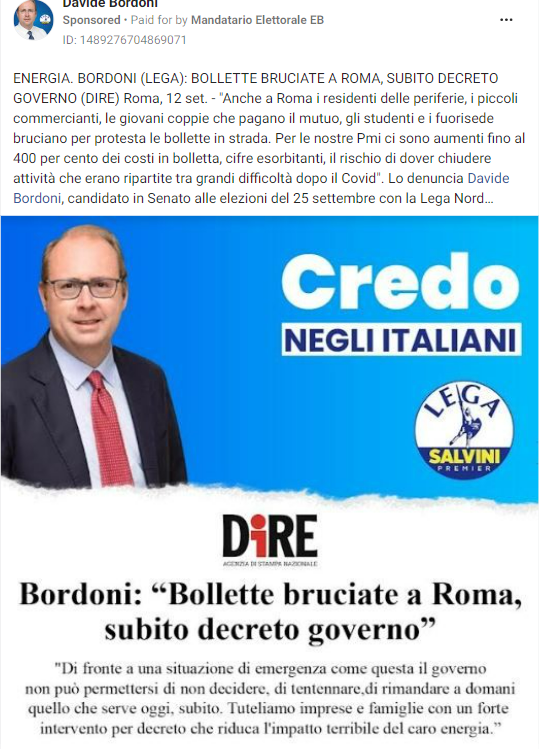 Davide Bordoni
Sponsored • Paid for by Mandatario Elettorale EB
ID: 1489276704869071
ENERGIA. BORDONI (LEGA): BOLLETTE BRUCIATE A ROMA, SUBITO DECRETO
GOVERNO (DIRE) Roma, 12 set. - "Anche a Roma i residenti delle periferie, i piccoli
commercianti, le giovani coppie che pagano il mutuo, gli studenti e i fuorisede
bruciano per protesta le bollette in strada. Per le nostre Pmi ci sono aumenti fino al
400 per cento dei costi in bolletta, cifre esorbitanti, il rischio di dover chiudere
attività che erano ripartite tra grandi difficoltà dopo il Covid". Lo denuncia Davide
Bordoni, candidato in Senato alle elezioni del 25 settembre con la Lega Nord…
Credo
NEGLI ITALIANI
LEGA
SALVINI
PREMIER
DiRE
AGENZIA DI STAMPA NAZIONALE
Bordoni: “Bollette bruciate a Roma,
subito decreto governo”
"Di fronte a una situazione di emergenza come questa il governo
non può permettersi di non decidere, di tentennare,di rimandare a domani
quello che serve oggi, subito. Tuteliamo imprese e famiglie con un forte
intervento per decreto che riduca l'impatto terribile del caro energia.”